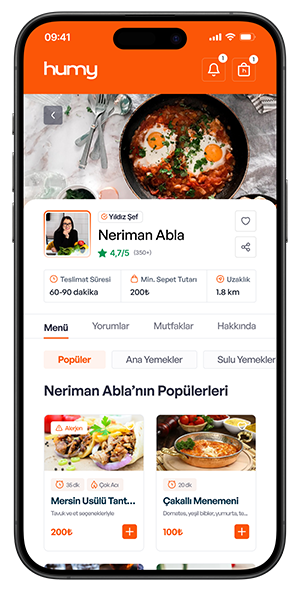 09:41
humy
1
1
Yıldız Şef
Neriman Abla
4,7/5 (350+)
Teslimat Süresi
60-90 dakika
Min. Sepet Tutarı
200₺
Uzaklık
1.8 km
Menü Yorumlar Mutfaklar Hakkında
Popüler Ana Yemekler Sulu Yemekler
Neriman Abla’nın Popülerleri
Alerjen
35 dk Çok Acı
Mersin Usülü Tant...
Tavuk ve et seçenekleriyle
200₺
20 dk
Çakallı Menemeni
Domates, yeşil biber, yumurta, te...
100₺